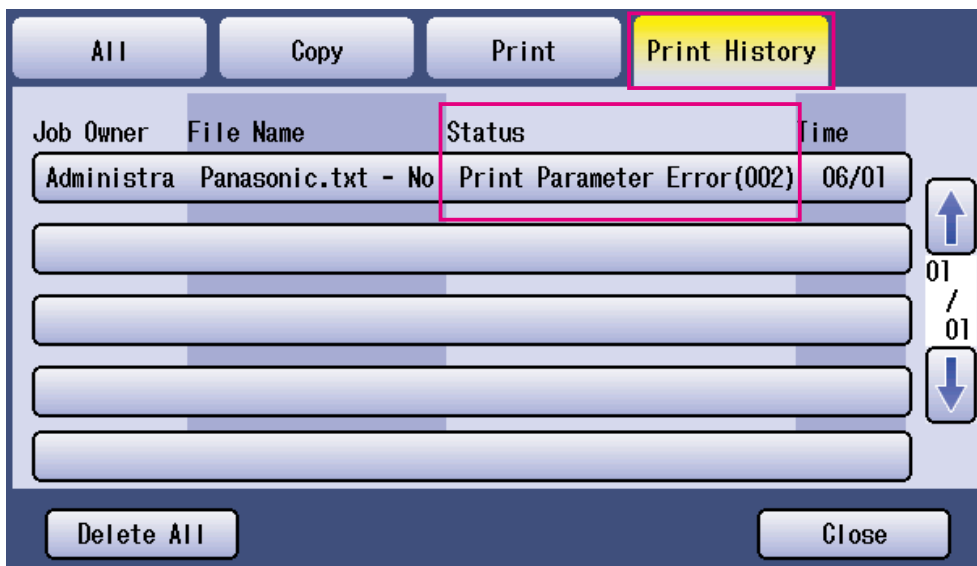 All Copy Print Print History
Job Owner File Name Status Time
Administra Panasonic.txt - No Print Parameter Error(002) 06/01
01
/
01
Delete All Close